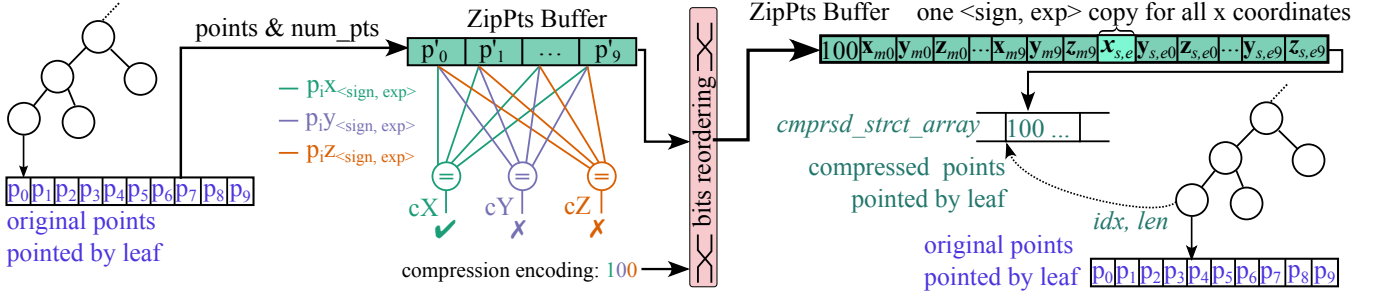 points & num_pts
ZipPts Buffer
p'0 p'1 ... p'9
pix<sign, exp>
piy<sign, exp>
piz<sign, exp>
= = =
cX cY cZ
✔ ✗ ✗
compression encoding: 100
p0 p1 p2 p3 p4 p5 p6 p7 p8 p9
original points
pointed by leaf
bits reordering
ZipPts Buffer
one <sign, exp> copy for all x coordinates
100 xm0 ym0 zm0 ... xm9 ym9 zm9 xs,e ys,e0 zs,e0 ... ys,e9 zs,e9
cmprsd_strct_array
100 ...
compressed points
pointed by leaf
idx, len
original points
pointed by leaf
p0 p1 p2 p3 p4 p5 p6 p7 p8 p9